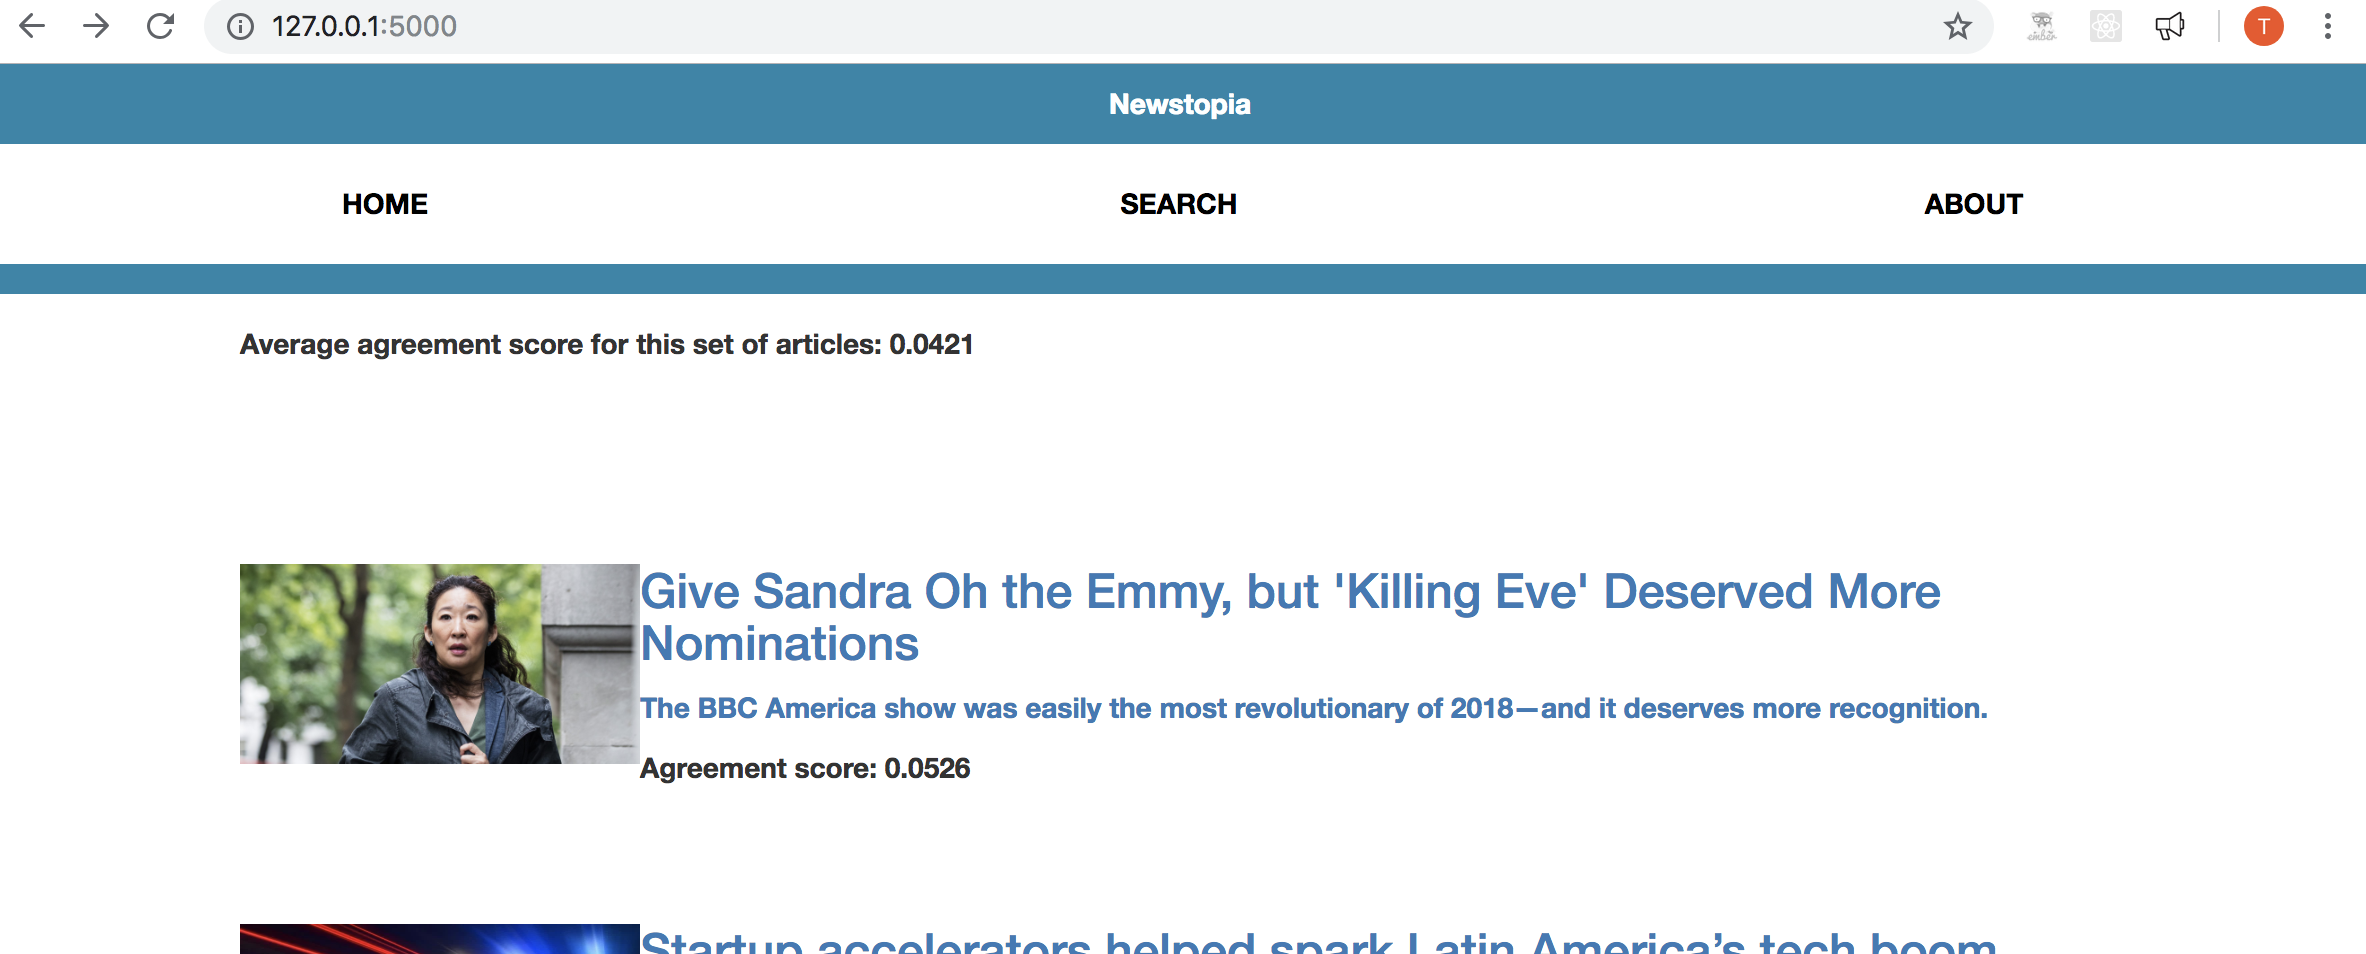 127.0.0.1:5000
ember
T
Newstopia
HOME
SEARCH
ABOUT
Average agreement score for this set of articles: 0.0421
Give Sandra Oh the Emmy, but 'Killing Eve' Deserved More
Nominations
The BBC America show was easily the most revolutionary of 2018—and it deserves more recognition.
Agreement score: 0.0526
Startup accelerators helped spark Latin America’s tech boom